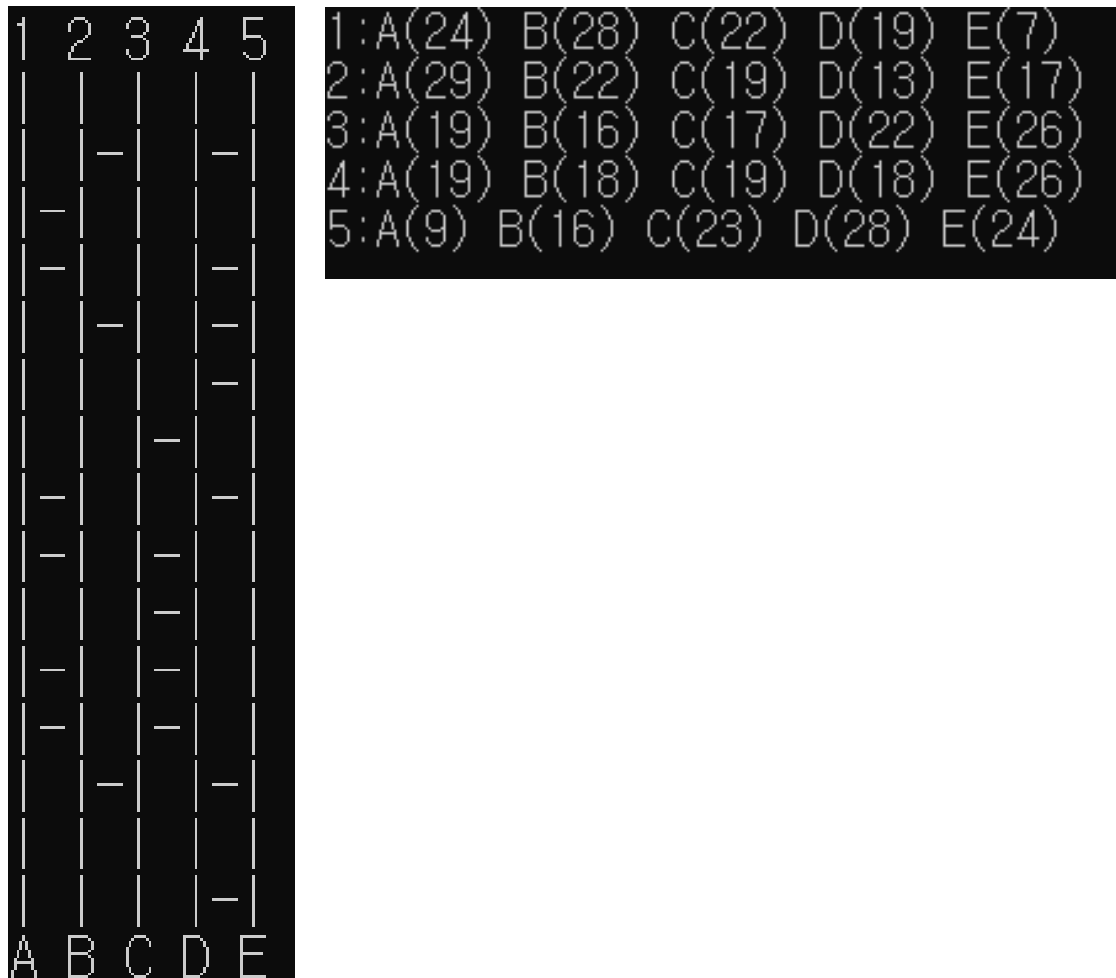 1 2 3 4 5
A B C D E
1:A(24) B(28) C(22) D(19) E(7)
2:A(29) B(22) C(19) D(13) E(17)
3:A(19) B(16) C(17) D(22) E(26)
4:A(19) B(18) C(19) D(18) E(26)
5:A(9) B(16) C(23) D(28) E(24)